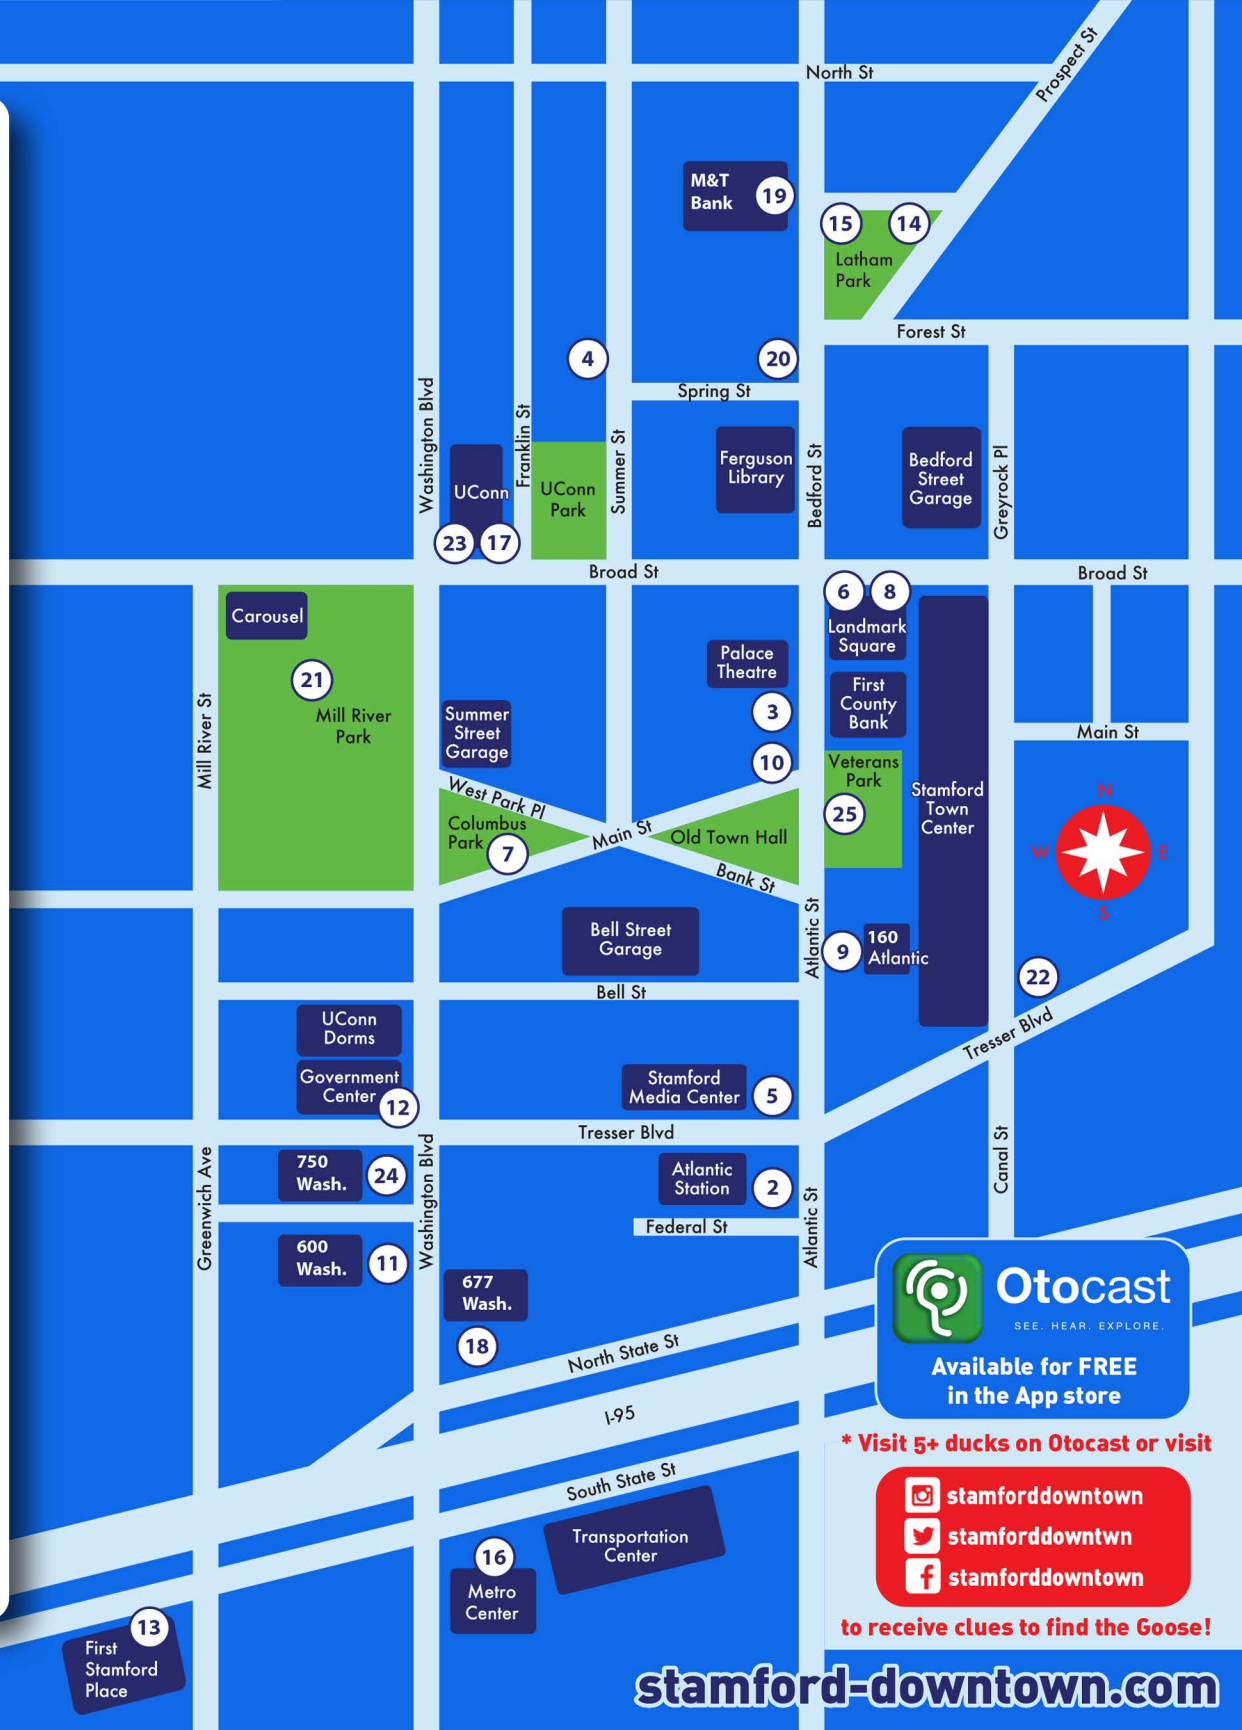 North St
Prospect St
M&T
Bank
19
15
14
Latham
Park
Forest St
4
20
Spring St
Washington Blvd
Franklin St
Summer St
Bedford St
Greyrock Pl
UConn
UConn
Park
Ferguson
Library
Bedford
Street
Garage
23
17
Broad St
Broad St
Carousel
21
Mill River
Park
Mill River St
6
8
Landmark
Square
Palace
Theatre
3
First
County
Bank
Summer
Street
Garage
10
Main St
West Park Pl
Columbus
Park
7
Main St
Old Town Hall
Bank St
Veterans
Park
25
Stamford
Town
Center
N
W
E
S
Bell Street
Garage
Atlantic St
9
160
Atlantic
22
Bell St
Tresser Blvd
UConn
Dorms
Government
Center
12
Stamford
Media Center
5
Tresser Blvd
750
Wash.
24
Atlantic
Station
2
Greenwich Ave
Washington Blvd
Atlantic St
Canal St
Federal St
600
Wash.
11
677
Wash.
18
North State St
I-95
South State St
Transportation
Center
16
Metro
Center
13
First
Stamford
Place
Otocast
SEE. HEAR. EXPLORE.
Available for FREE
in the App store
* Visit 5+ ducks on Otocast or visit
stamforddowntown
stamforddowntwn
stamforddowntown
to receive clues to find the Goose!
stamford-downtown.com